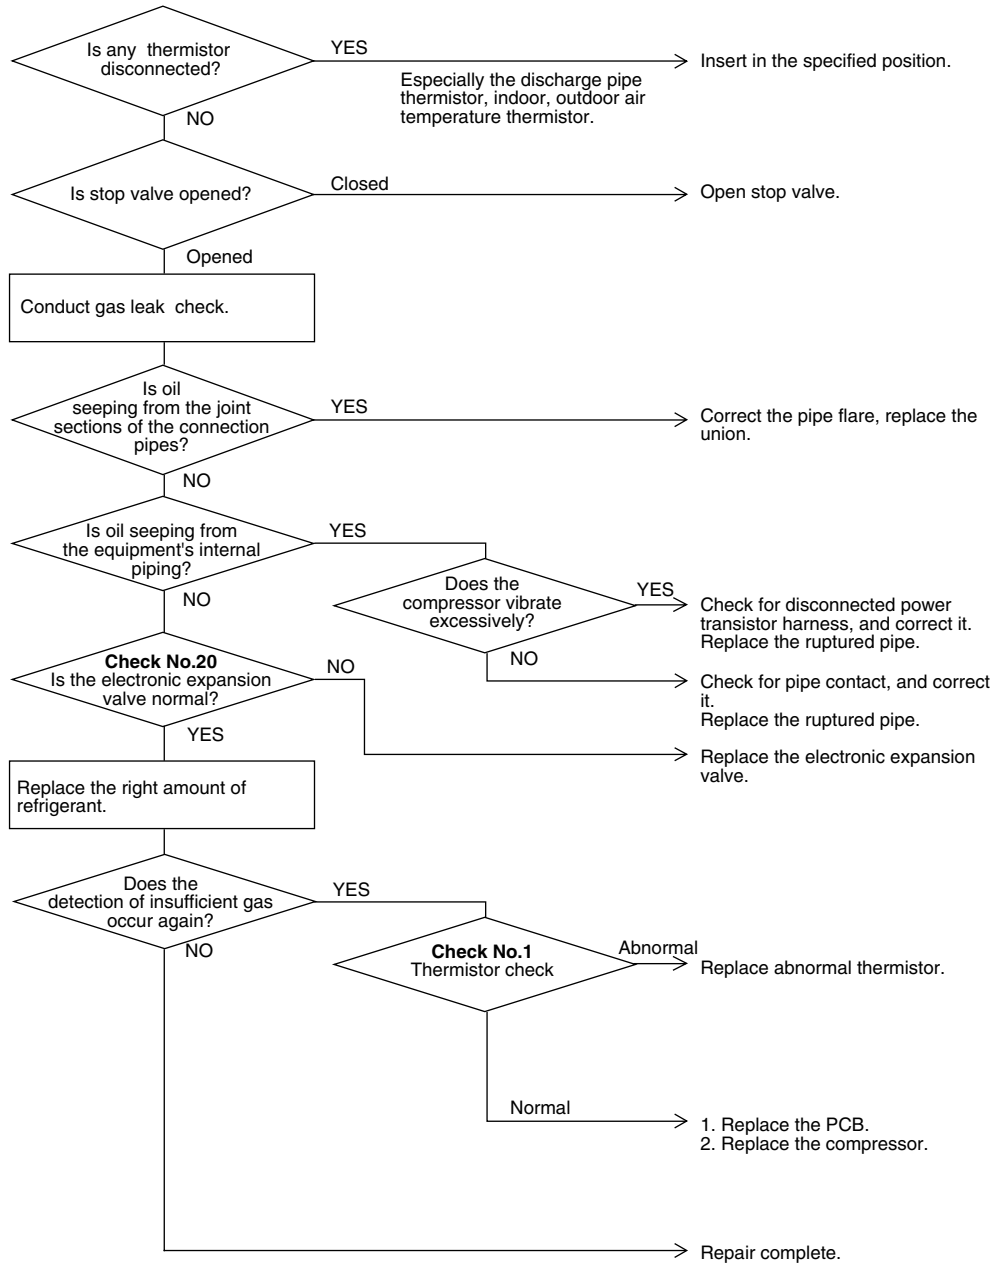 Is any thermistor
disconnected?
YES
Especially the discharge pipe
thermistor, indoor, outdoor air
temperature thermistor.
Insert in the specified position.
NO
Is stop valve opened?
Closed
Open stop valve.
Opened
Conduct gas leak check.
Is oil
seeping from the joint
sections of the connection
pipes?
YES
Correct the pipe flare, replace the
union.
NO
Is oil seeping from
the equipment's internal
piping?
YES
Does the
compressor vibrate
excessively?
YES
Check for disconnected power
transistor harness, and correct it.
Replace the ruptured pipe.
NO
Check for pipe contact, and correct
it.
Replace the ruptured pipe.
NO
Check No.20
Is the electronic expansion
valve normal?
NO
Replace the electronic expansion
valve.
YES
Replace the right amount of
refrigerant.
Does the
detection of insufficient gas
occur again?
YES
Check No.1
Thermistor check
Abnormal
Replace abnormal thermistor.
Normal
1. Replace the PCB.
2. Replace the compressor.
NO
Repair complete.